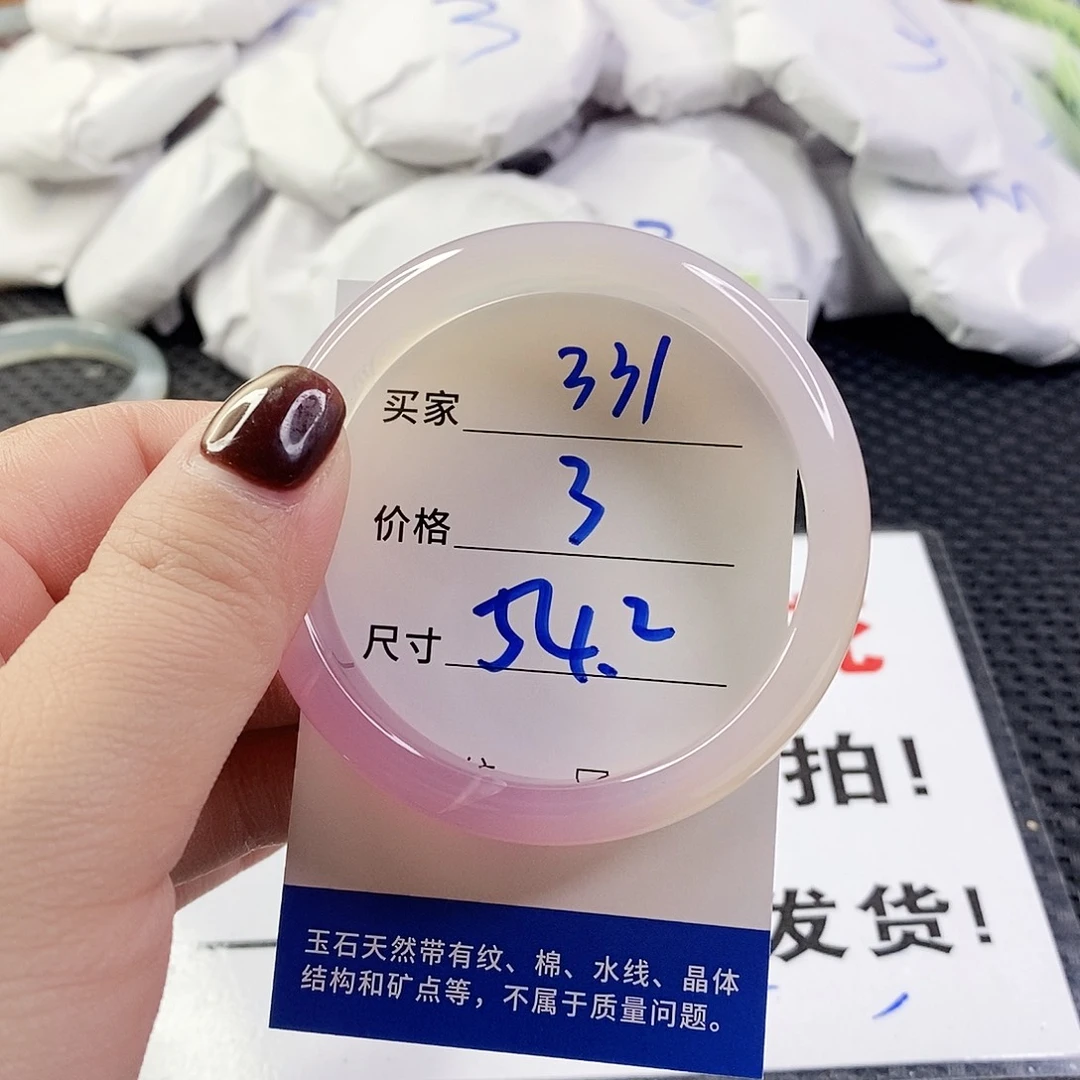 买家 331
价格 3
尺寸 54.2
玉石天然带有纹、棉、水线、晶体
结构和矿点等，不属于质量问题。
拍！
发货！